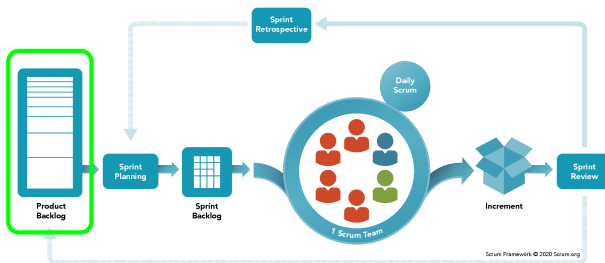 Sprint
Retrospective
Daily
Scrum
Sprint
Planning
Sprint
Review
Product
Backlog
Sprint
Backlog
1 Scrum Team
Increment
Scrum Framework © 2020 Scrum.org